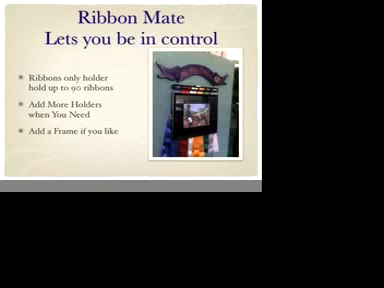 Ribbon Mate
Lets you be in control
Ribbons only holder
hold up to 90 ribbons
Add More Holders
when You Need
Add a Frame if you like